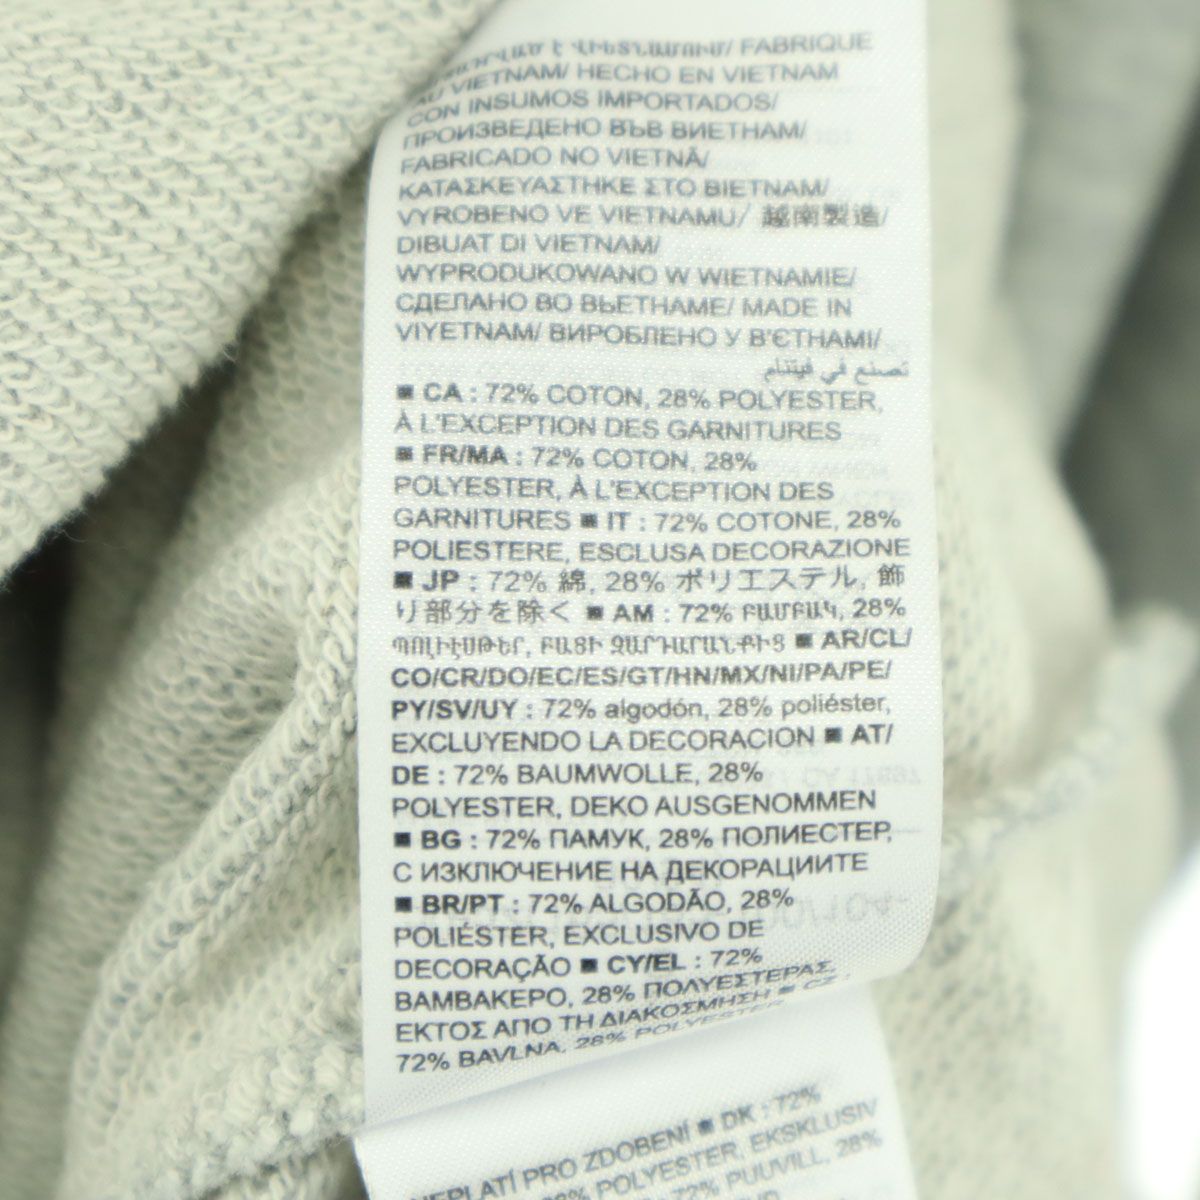 Է ՎԻԵՏՆԱՄՈՒՄ/ FABRIQUE
AU VIETNAM/ HECHO EN VIETNAM
CON INSUMOS IMPORTADOS/
ПРОИЗВЕДЕНО ВЪВ ВИЕТНАМ/
FABRICADO NO VIETNÃ/
ΚΑΤΑΣΚΕΥΑΣΤΗΚΕ ΣΤΟ ΒΙΕΤΝΑΜ/
VYROBENO VE VIETNAMU/ 越南製造/
DIBUAT DI VIETNAM/
WYPRODUKOWANO W WIETNAMIE/
СДЕЛАНО ВО ВЬЕТНАМЕ/ MADE IN
VIYETNAM/ ВИРОБЛЕНО У В'ЄТНАМІ/
تصنع في فيتنام
■ CA : 72% COTON, 28% POLYESTER,
À L'EXCEPTION DES GARNITURES
■ FR/MA : 72% COTON, 28%
POLYESTER, À L'EXCEPTION DES
GARNITURES ■ IT : 72% COTONE, 28%
POLIESTERE, ESCLUSA DECORAZIONE
■ JP : 72% 綿, 28% ポリエステル, 飾
り部分を除く ■ AM : 72% ԲԱՄԲԱԿ, 28%
ՊՈԼԻԷՍԹԵՐ, ԲԱՑԻ ԶԱՐԴԱՐԱՆՔԻՑ ■ AR/CL/
CO/CR/DO/EC/ES/GT/HN/MX/NI/PA/PE/
PY/SV/UY : 72% algodón, 28% poliéster,
EXCLUYENDO LA DECORACION ■ AT/
DE : 72% BAUMWOLLE, 28%
POLYESTER, DEKO AUSGENOMMEN
■ BG : 72% ПАМУК, 28% ПОЛИЕСТЕР,
С ИЗКЛЮЧЕНИЕ НА ДЕКОРАЦИИТЕ
■ BR/PT : 72% ALGODÃO, 28%
POLIÉSTER, EXCLUSIVO DE
DECORAÇÃO ■ CY/EL : 72%
ΒΑΜΒΑΚΕΡΟ, 28% ΠΟΛΥΕΣΤΕΡΑΣ,
ΕΚΤΟΣ ΑΠΟ ΤΗ ΔΙΑΚΟΣΜΗΣΗ ■ CZ :
72% BAVLNA, 28% POLYESTER
NEPLATÍ PRO ZDOBENÍ ■ DK : 72%
POLYESTER, EKSKLUSIV
72% PUUVILL, 28%